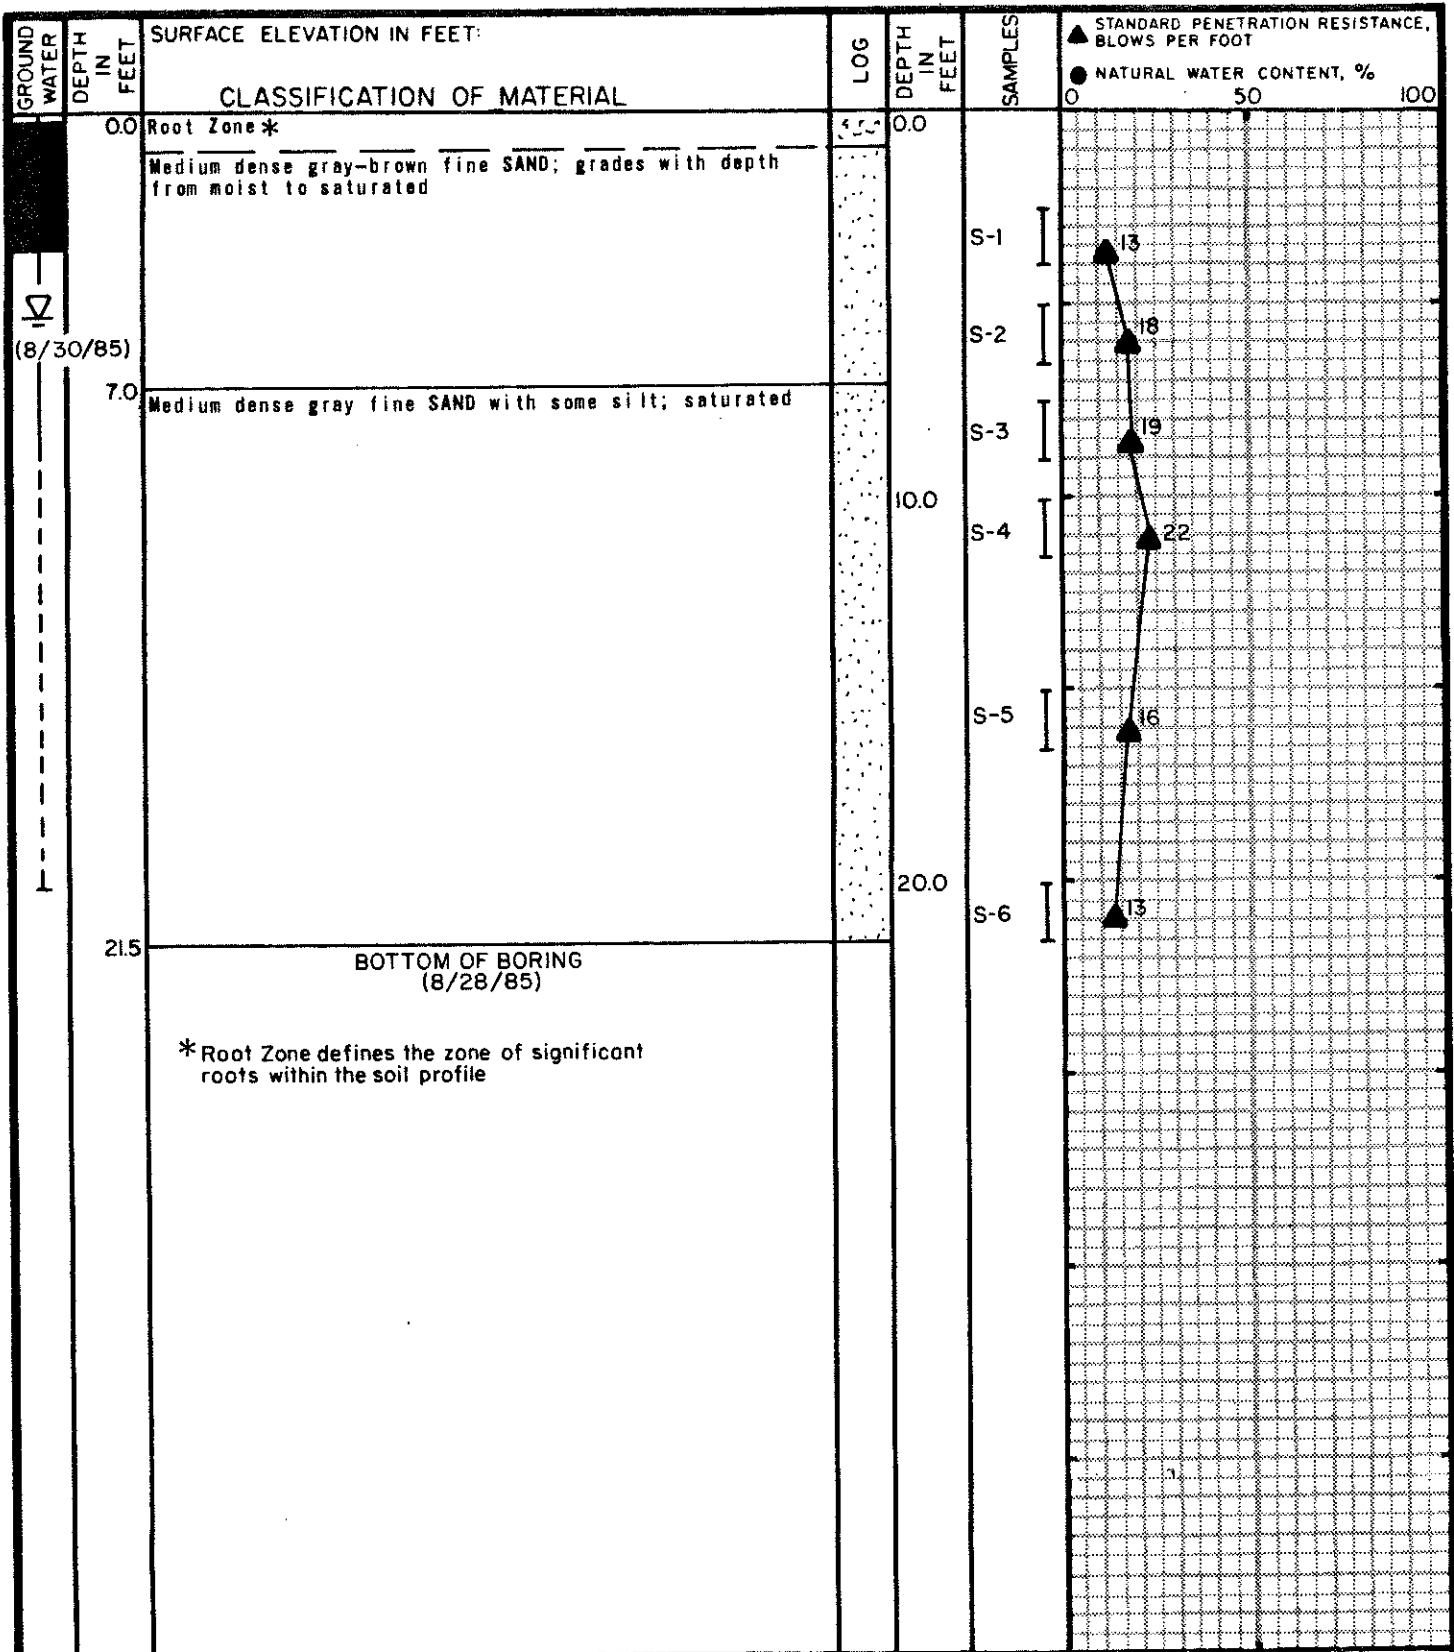 GROUND
WATER
DEPTH
IN
FEET
SURFACE ELEVATION IN FEET:
CLASSIFICATION OF MATERIAL
LOG
DEPTH
IN
FEET
SAMPLES
STANDARD PENETRATION RESISTANCE,
BLOWS PER FOOT
NATURAL WATER CONTENT, %
0 50 100
0.0 Root Zone * 0.0
Medium dense gray-brown fine SAND; grades with depth
from moist to saturated
S-1 13
S-2 18
(8/30/85)
7.0 Medium dense gray fine SAND with some silt; saturated
S-3 19
10.0
S-4 22
S-5 16
20.0
S-6 13
21.5
BOTTOM OF BORING
(8/28/85)
* Root Zone defines the zone of significant
roots within the soil profile